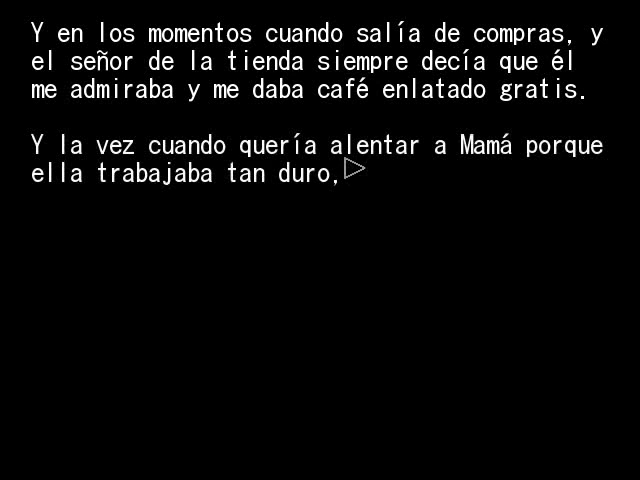 Y en los momentos cuando salía de compras, y
el señor de la tienda siempre decía que él
me admiraba y me daba café enlatado gratis.
Y la vez cuando quería alentar a Mamá porque
ella trabajaba tan duro,